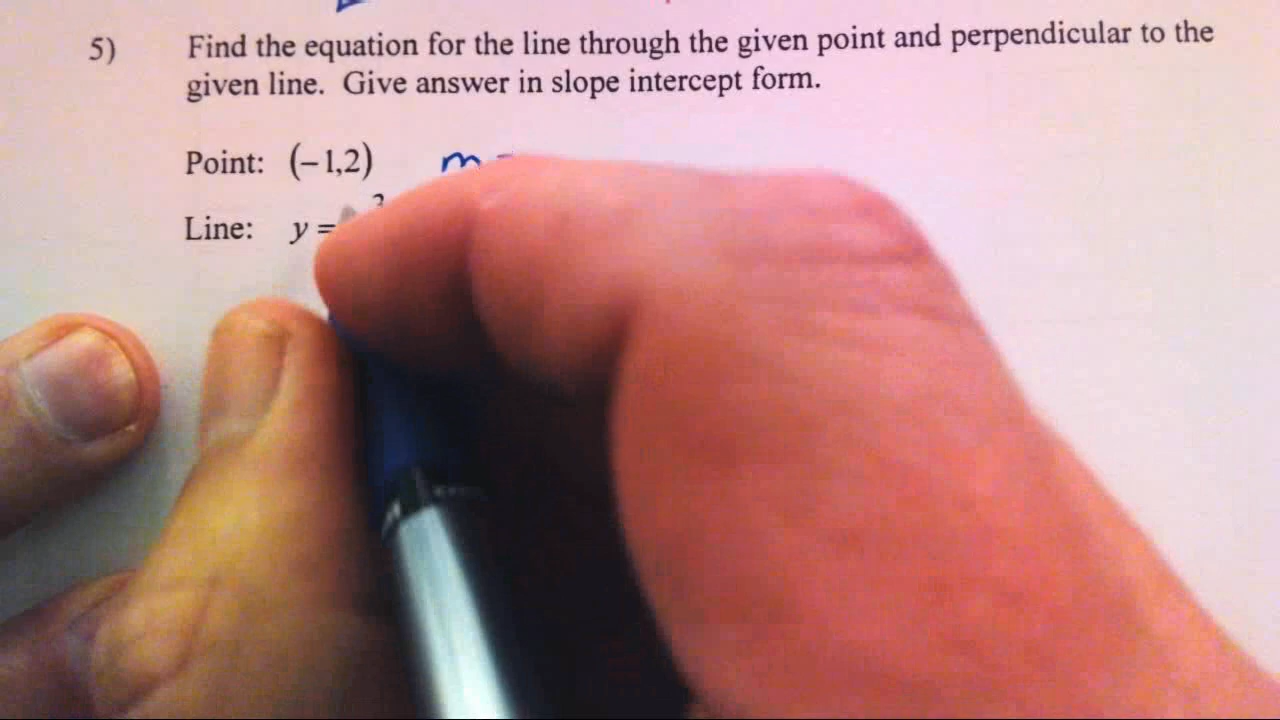 5) Find the equation for the line through the given point and perpendicular to the
given line. Give answer in slope intercept form.
Point: (−1,2) m
Line: y =